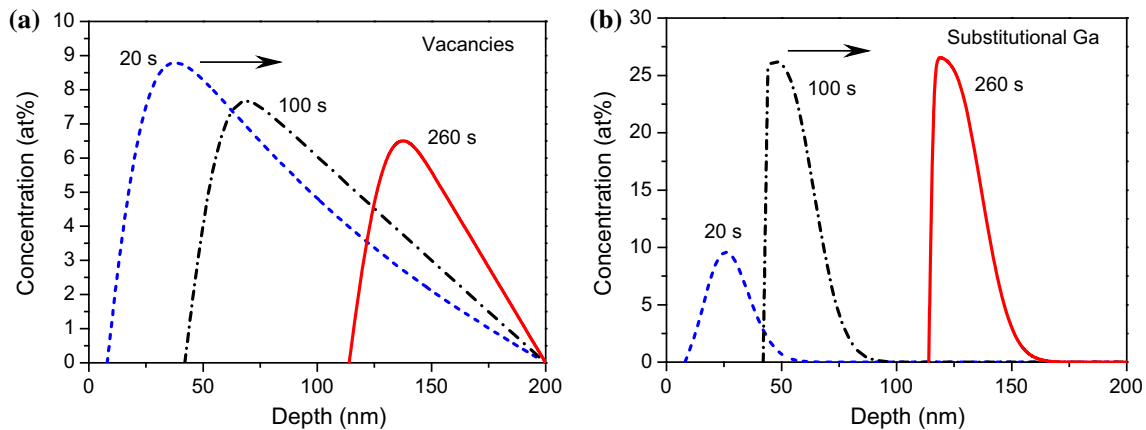 (a)
Concentration (at%)
10
9
8
7
6
5
4
3
2
1
0
Vacancies
20 s
100 s
260 s
0 50 100 150 200
Depth (nm)
(b)
Concentration (at%)
30
25
20
15
10
5
0
Substitutional Ga
100 s
260 s
20 s
0 50 100 150 200
Depth (nm)